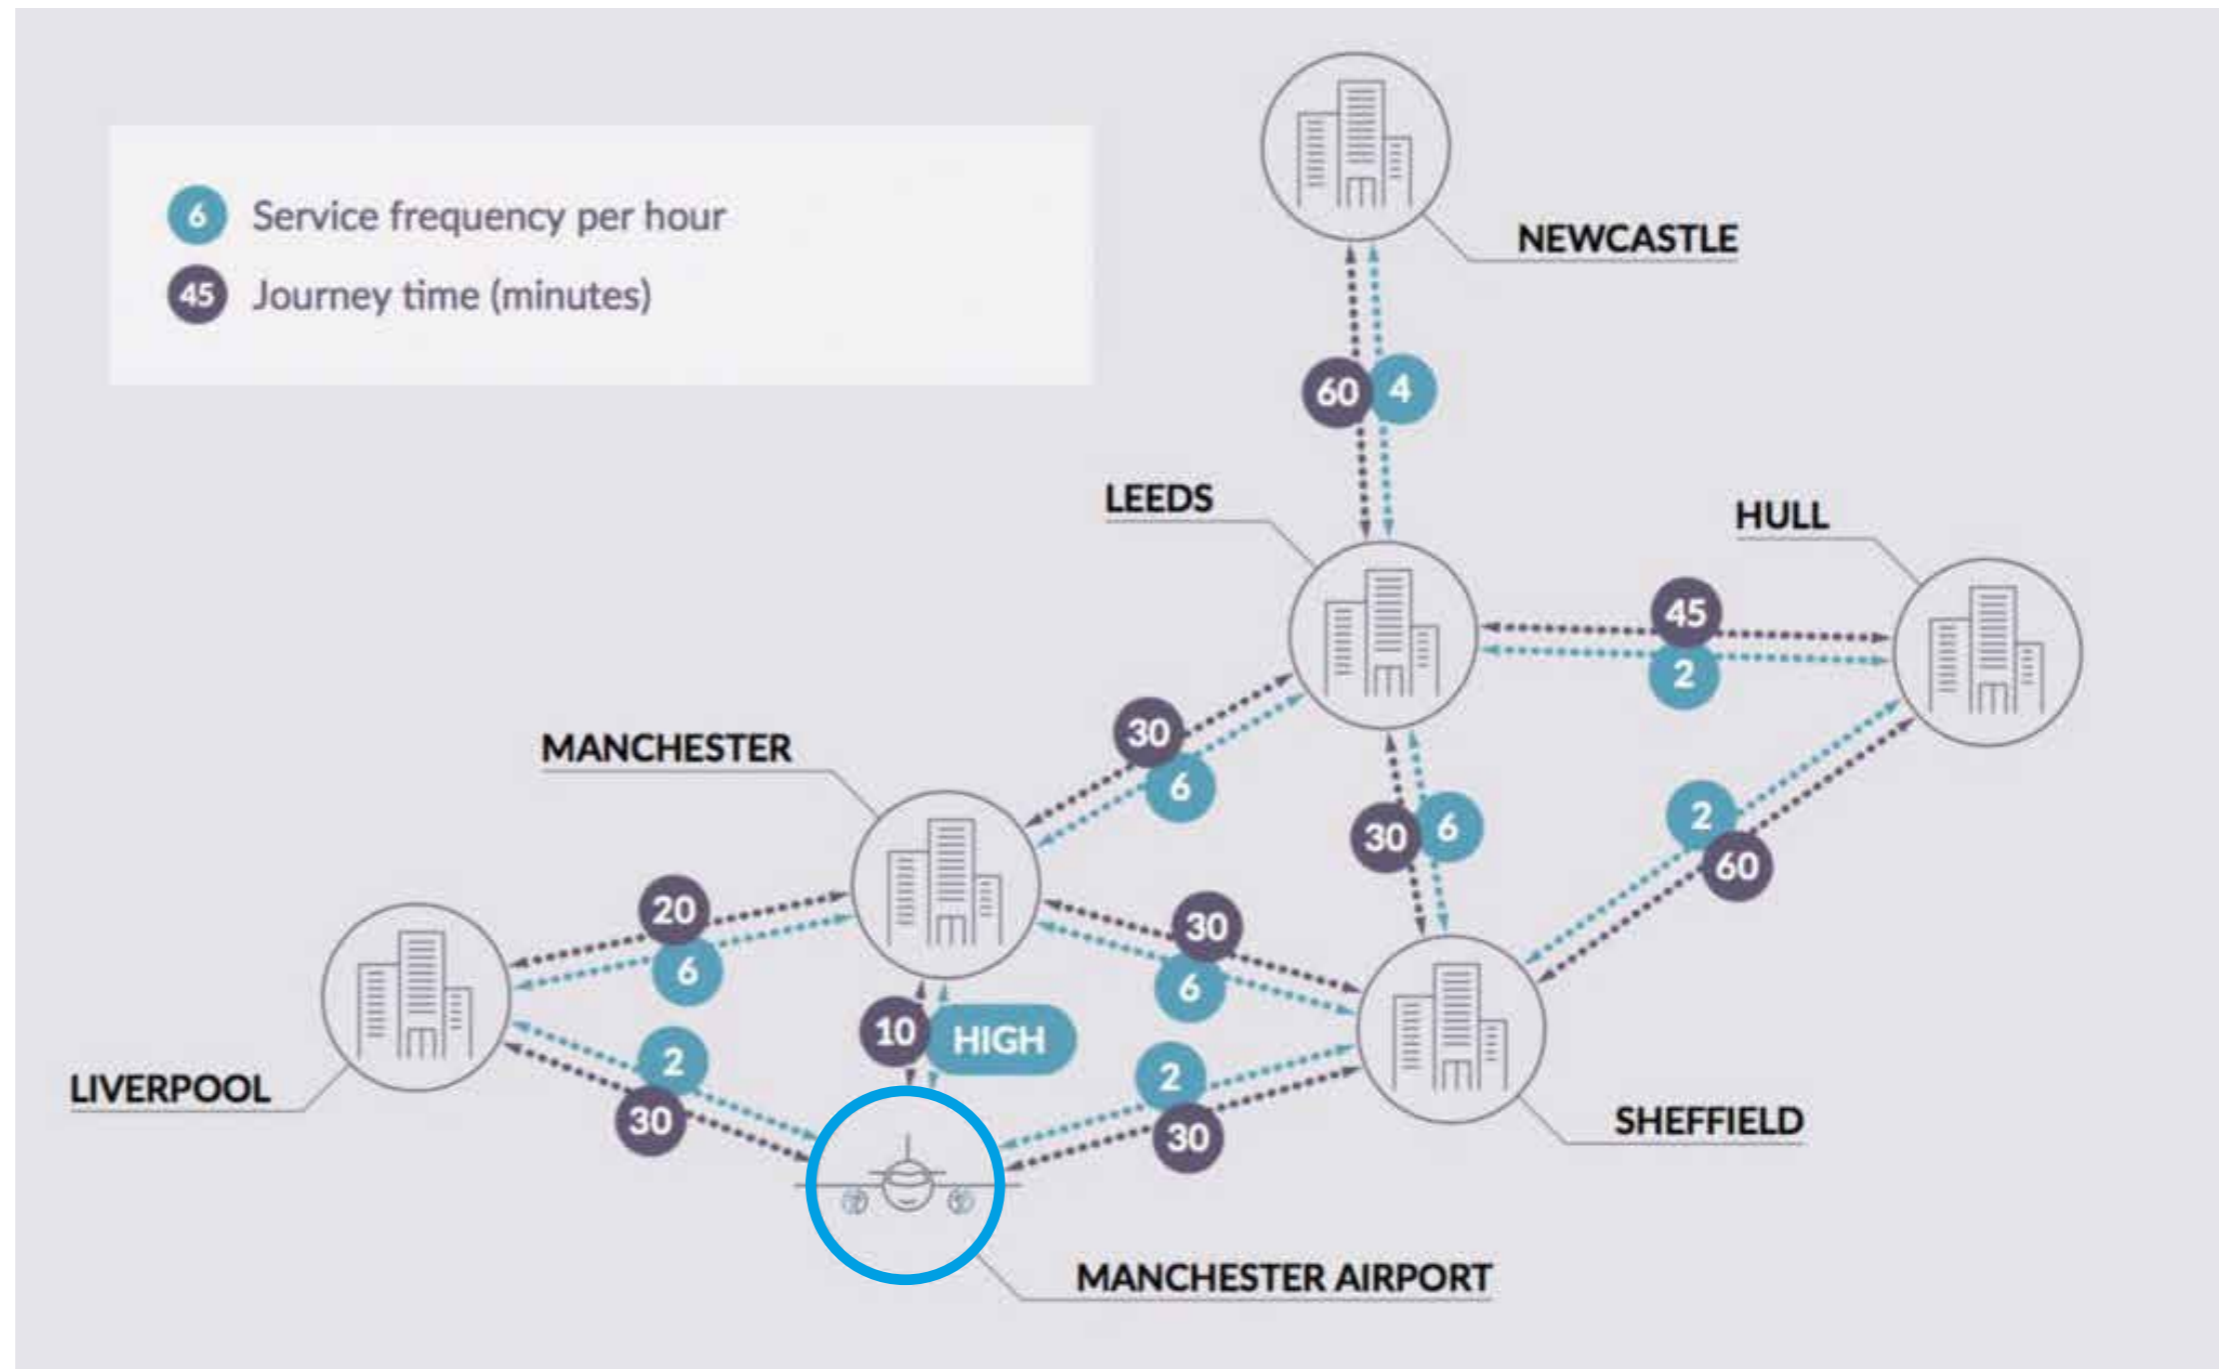 6 Service frequency per hour
45 Journey time (minutes)
NEWCASTLE
60 4
LEEDS
HULL
45
2
MANCHESTER
30
6
30 6
2
60
20
6
30
6
10 HIGH
LIVERPOOL
2
30
2
30
SHEFFIELD
MANCHESTER AIRPORT